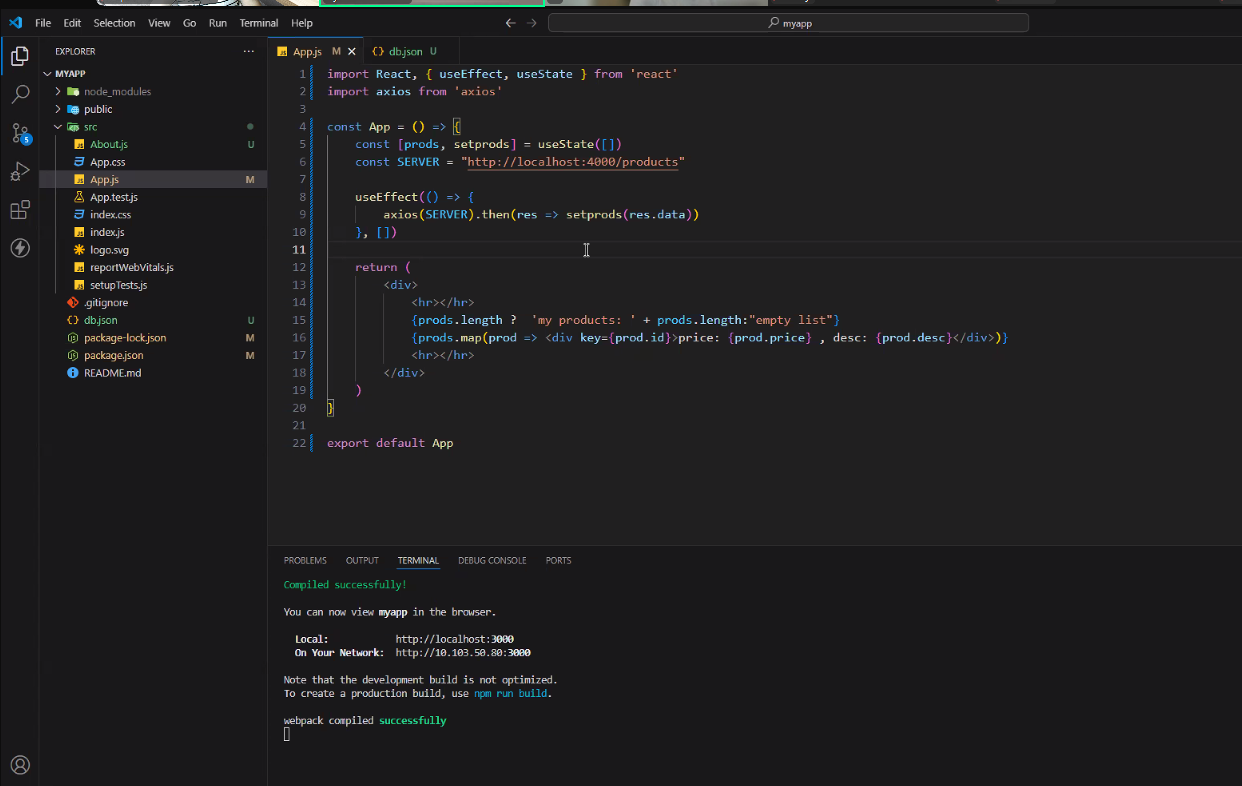 File Edit Selection View Go Run Terminal Help
myapp
EXPLORER
MYAPP
node_modules
public
src
About.js U
App.css
App.js M
App.test.js
index.css
index.js
logo.svg
reportWebVitals.js
setupTests.js
.gitignore
db.json U
package-lock.json M
package.json M
README.md
5
App.js M
db.json U
1 import React, { useEffect, useState } from 'react'
2 import axios from 'axios'
3
4 const App = () => {
5 const [prods, setprods] = useState([])
6 const SERVER = "http://localhost:4000/products"
7
8 useEffect(() => {
9 axios(SERVER).then(res => setprods(res.data))
10 }, [])
11
12 return (
13 <div>
14 <hr></hr>
15 {prods.length ?  'my products: ' + prods.length:"empty list"}
16 {prods.map(prod => <div key={prod.id}>price: {prod.price} , desc: {prod.desc}</div>)}
17 <hr></hr>
18 </div>
19 )
20 }
21
22 export default App
PROBLEMS OUTPUT TERMINAL DEBUG CONSOLE PORTS
Compiled successfully!
You can now view myapp in the browser.
Local: http://localhost:3000
On Your Network: http://10.103.50.80:3000
Note that the development build is not optimized.
To create a production build, use npm run build.
webpack compiled successfully